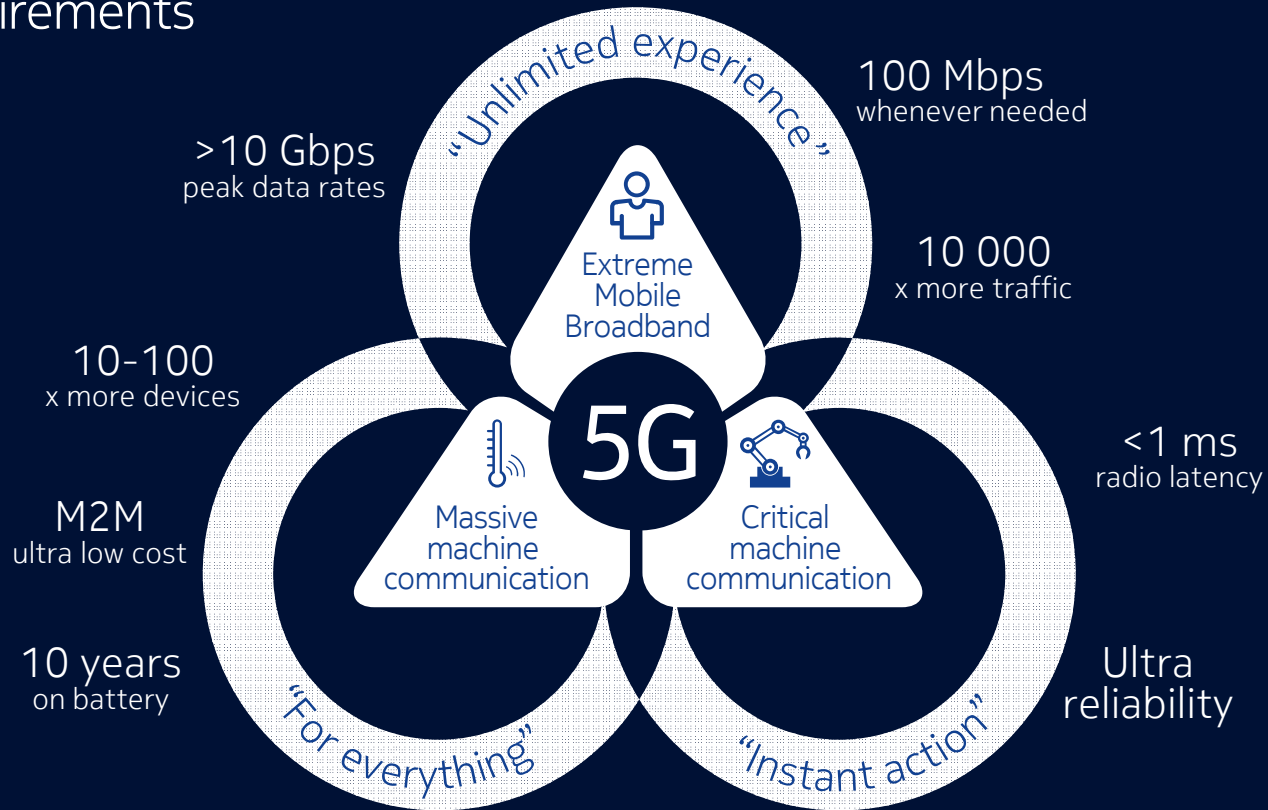 irements
“Unlimited experience”
100 Mbps
whenever needed
>10 Gbps
peak data rates
10 000
x more traffic
Extreme
Mobile
Broadband
10-100
x more devices
5G
<1 ms
radio latency
M2M
ultra low cost
Massive
machine
communication
Critical
machine
communication
10 years
on battery
Ultra
reliability
“For everything”
“Instant action”